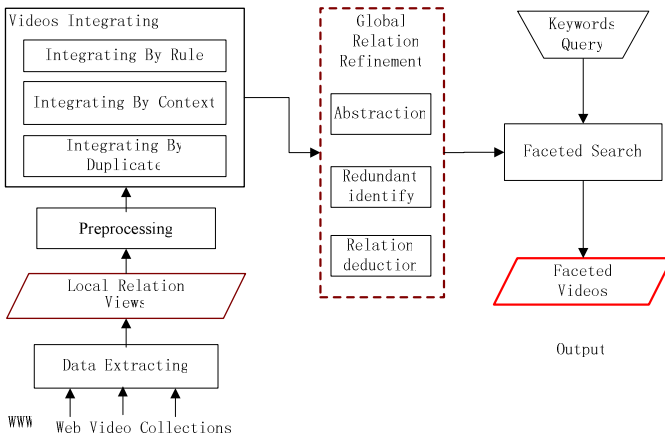 Videos Integrating
Integrating By Rule
Integrating By Context
Integrating By
Duplicate
Preprocessing
Local Relation
Views
Data Extracting
WWW
Web Video Collections
Global
Relation
Refinement
Abstraction
Redundant
identify
Relation
deduction
Keywords
Query
Faceted Search
Faceted
Videos
Output